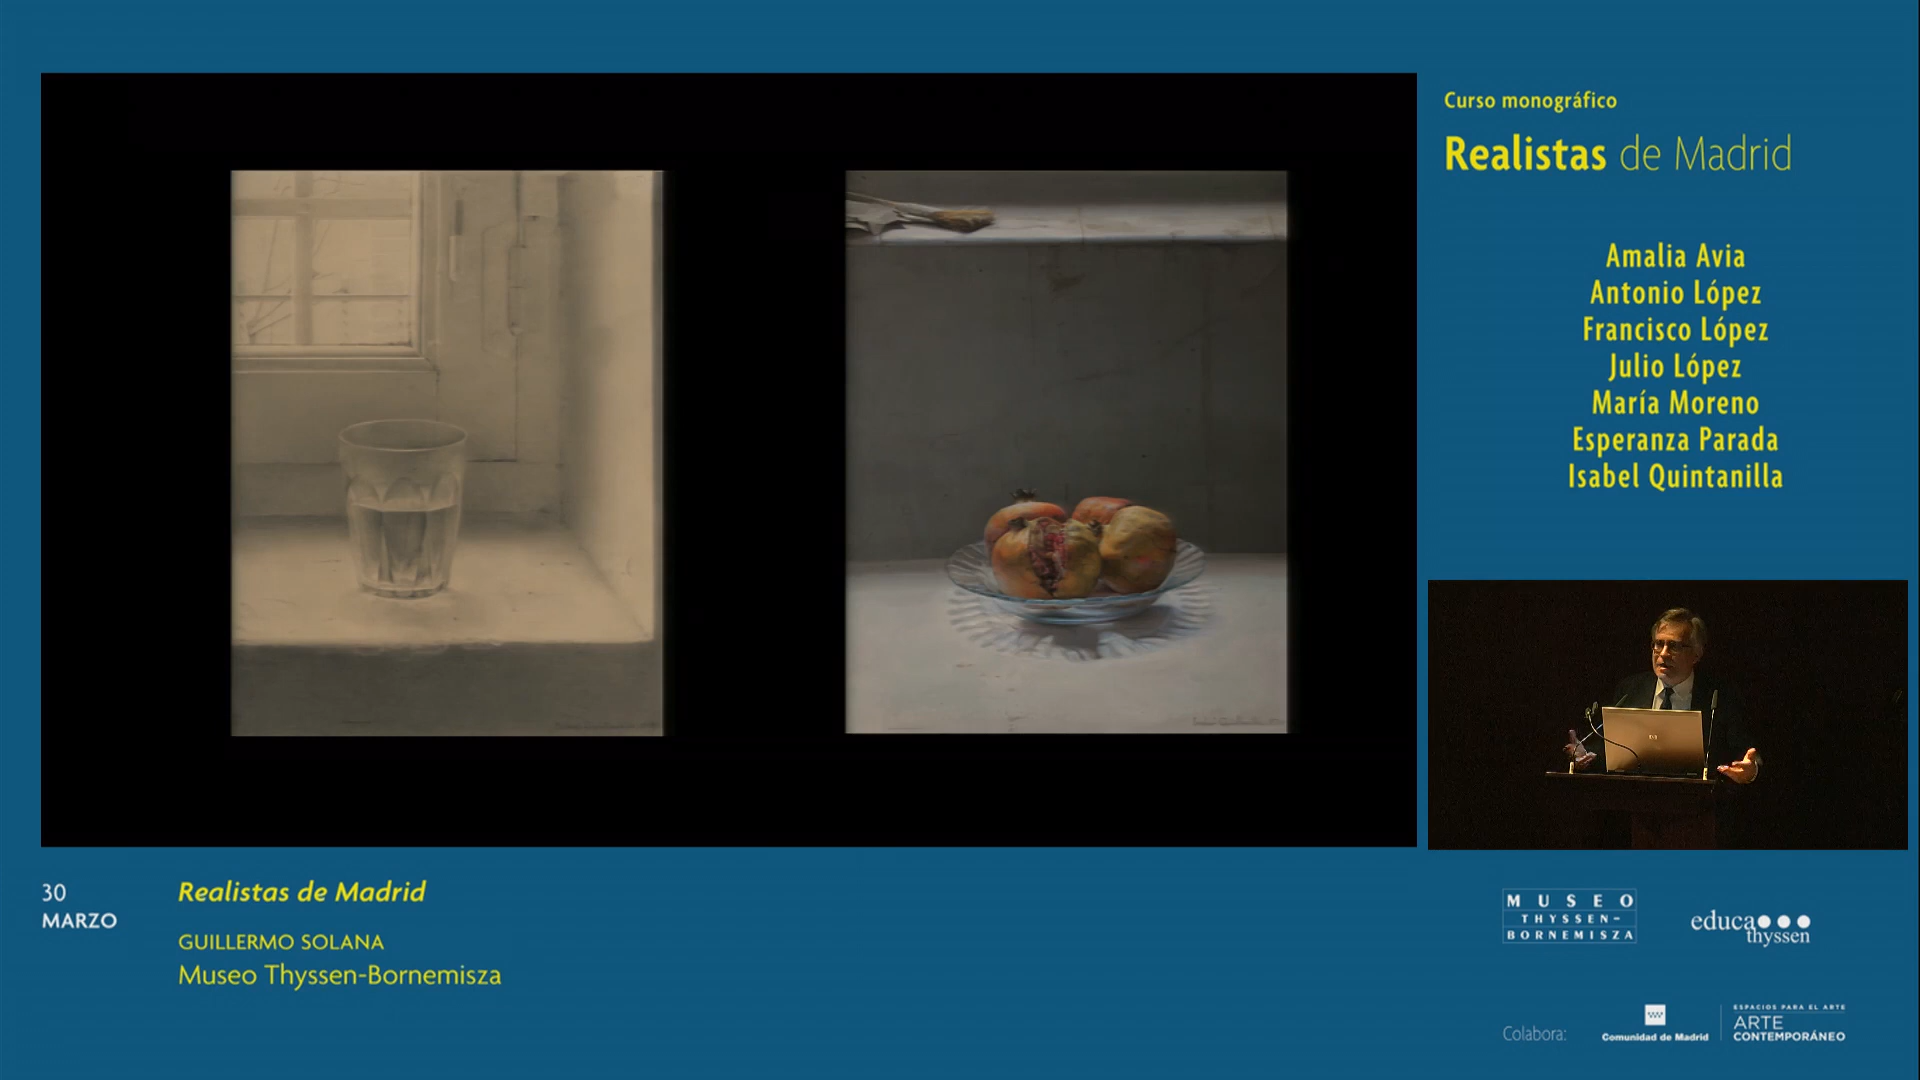 Curso monográfico
Realistas de Madrid
Amalia Avia
Antonio López
Francisco López
Julio López
María Moreno
Esperanza Parada
Isabel Quintanilla
30
MARZO
Realistas de Madrid
GUILLERMO SOLANA
Museo Thyssen-Bornemisza
MUSEO
THYSSEN-
BORNEMISZA
educa
thyssen
Colabora:
Comunidad de Madrid
ESPACIOS PARA EL ARTE
ARTE
CONTEMPORÁNEO
hp